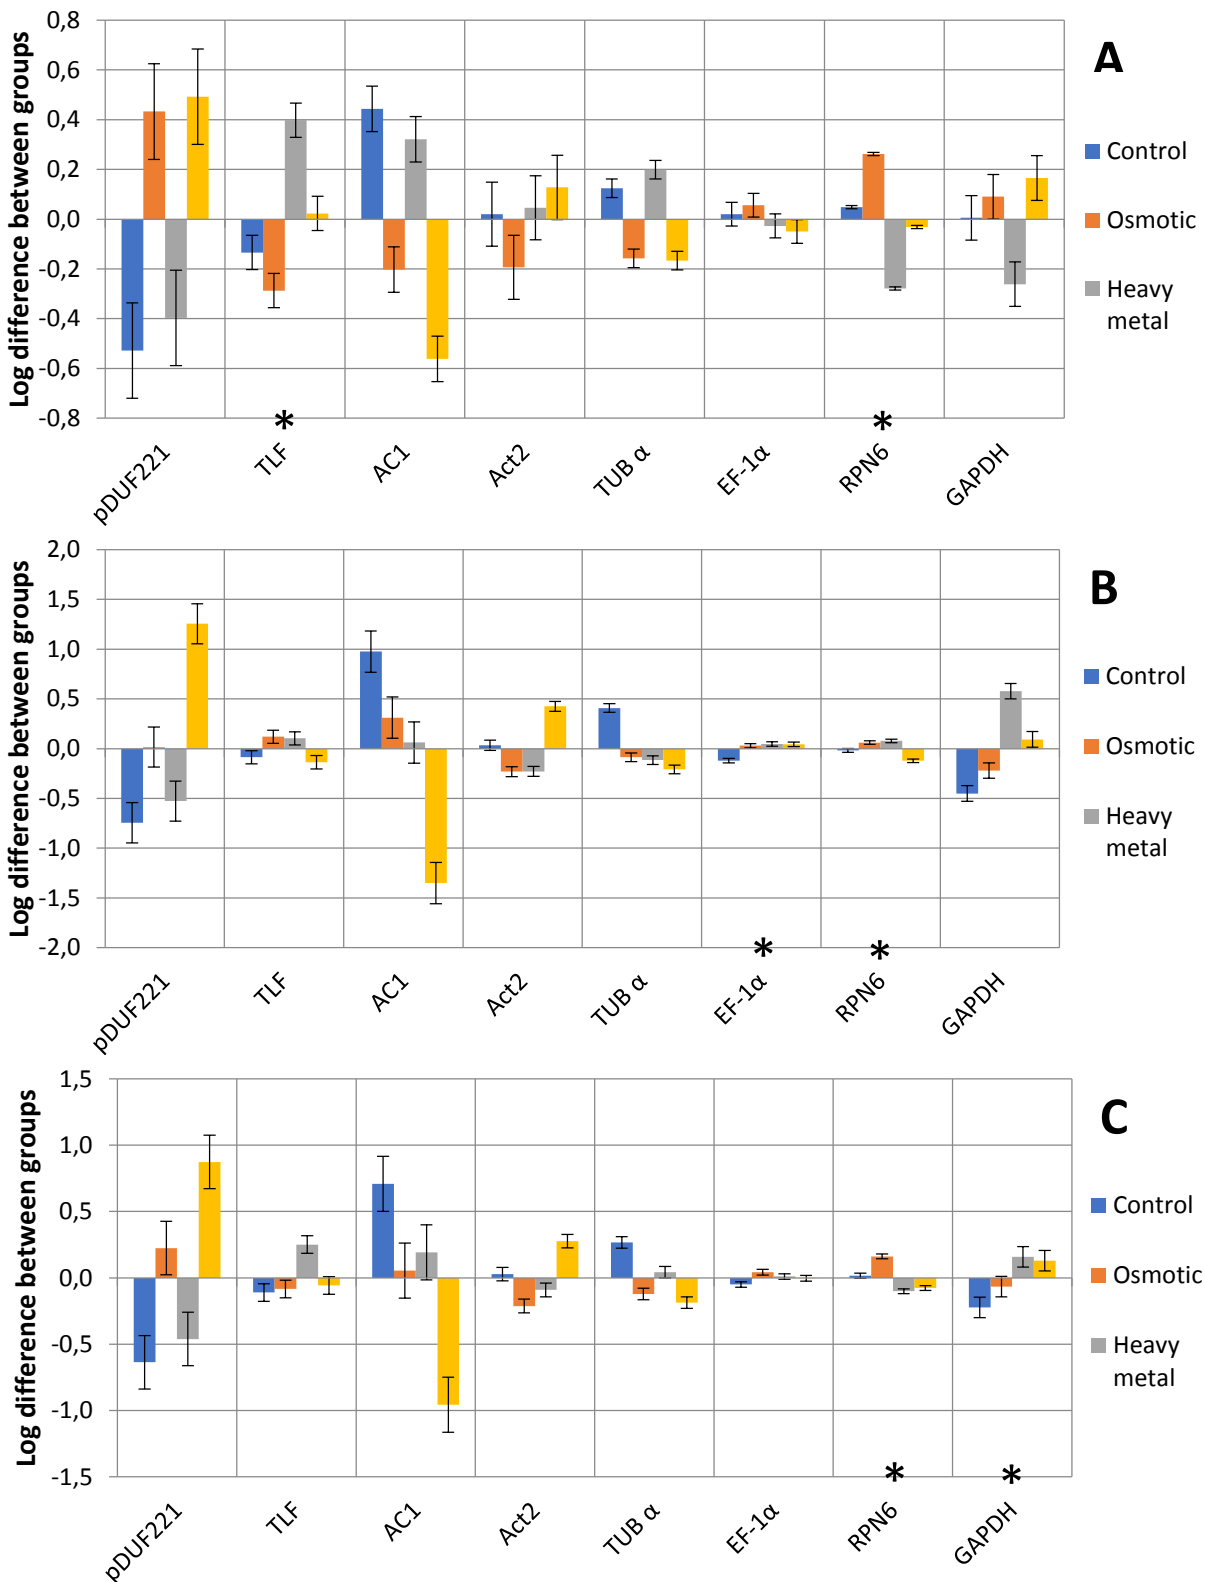 A
Log difference between groups
0,8
0,6
0,4
0,2
0,0
-0,2
-0,4
-0,6
-0,8
Control
Osmotic
Heavy
metal
* *
pDUF221 TLF AC1 Act2 TUB α EF-1α RPN6 GAPDH
B
Log difference between groups
2,0
1,5
1,0
0,5
0,0
-0,5
-1,0
-1,5
-2,0
Control
Osmotic
Heavy
metal
* *
pDUF221 TLF AC1 Act2 TUB α EF-1α RPN6 GAPDH
C
Log difference between groups
1,5
1,0
0,5
0,0
-0,5
-1,0
-1,5
Control
Osmotic
Heavy
metal
* *
pDUF221 TLF AC1 Act2 TUB α EF-1α RPN6 GAPDH